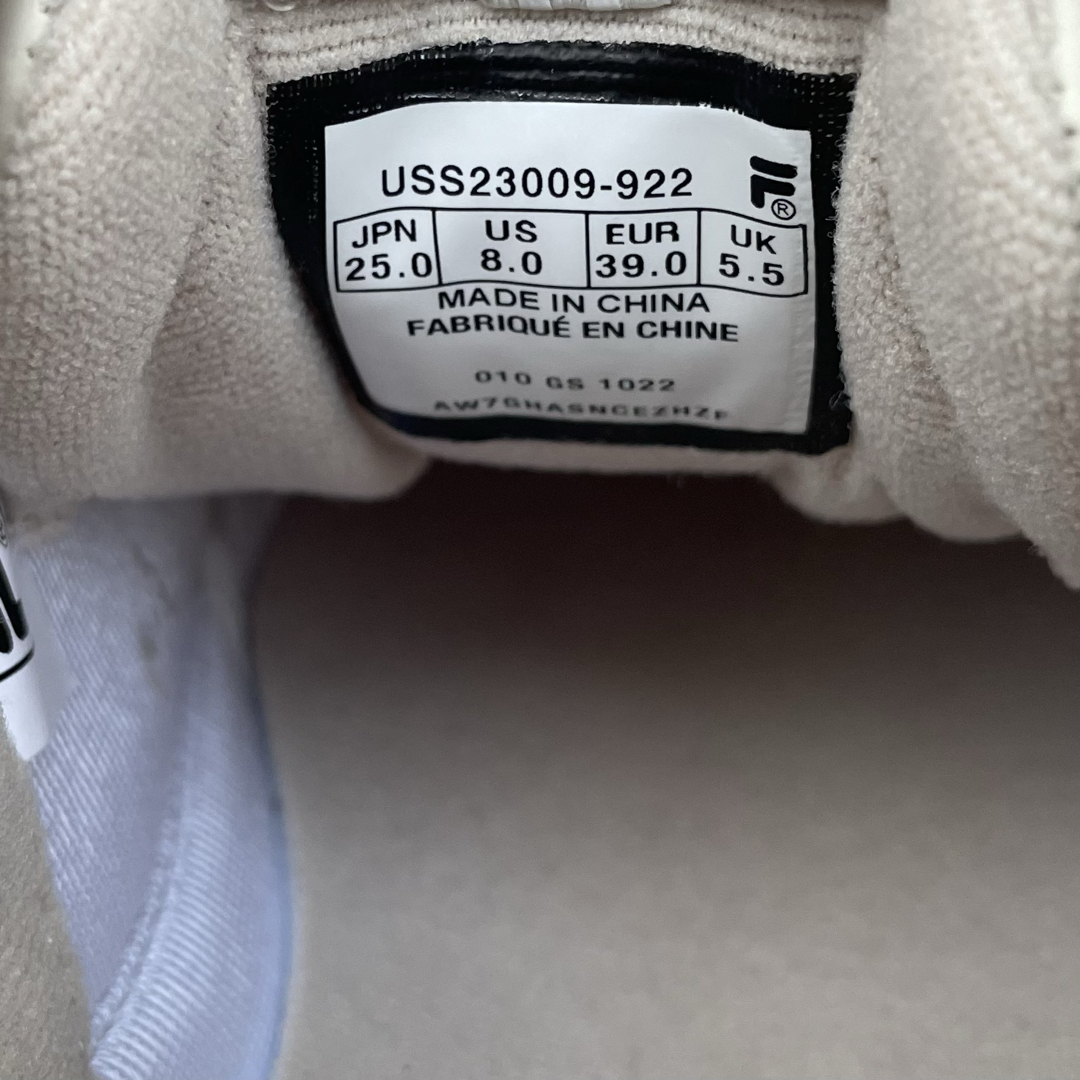 USS23009-922
JPN US EUR UK
25.0 8.0 39.0 5.5
MADE IN CHINA
FABRIQUÉ EN CHINE
010 GS 1022